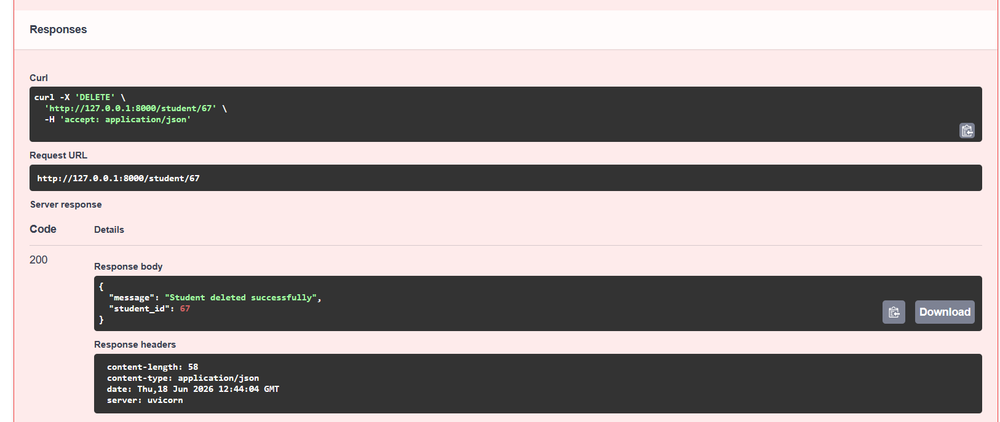 Responses
Curl
curl -X 'DELETE' \
  'http://127.0.0.1:8000/student/67' \
  -H 'accept: application/json'
Request URL
http://127.0.0.1:8000/student/67
Server response
Code Details
200
Response body
{
  "message": "Student deleted successfully",
  "student_id": 67
}
Download
Response headers
content-length: 58
content-type: application/json
date: Thu,18 Jun 2026 12:44:04 GMT
server: uvicorn